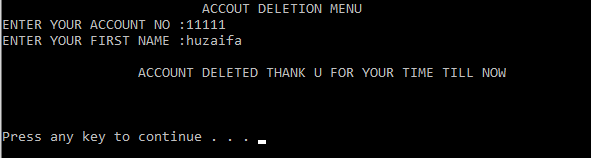 ACCOUT DELETION MENU
ENTER YOUR ACCOUNT NO :11111
ENTER YOUR FIRST NAME :huzaifa
ACCOUNT DELETED THANK U FOR YOUR TIME TILL NOW
Press any key to continue . . .